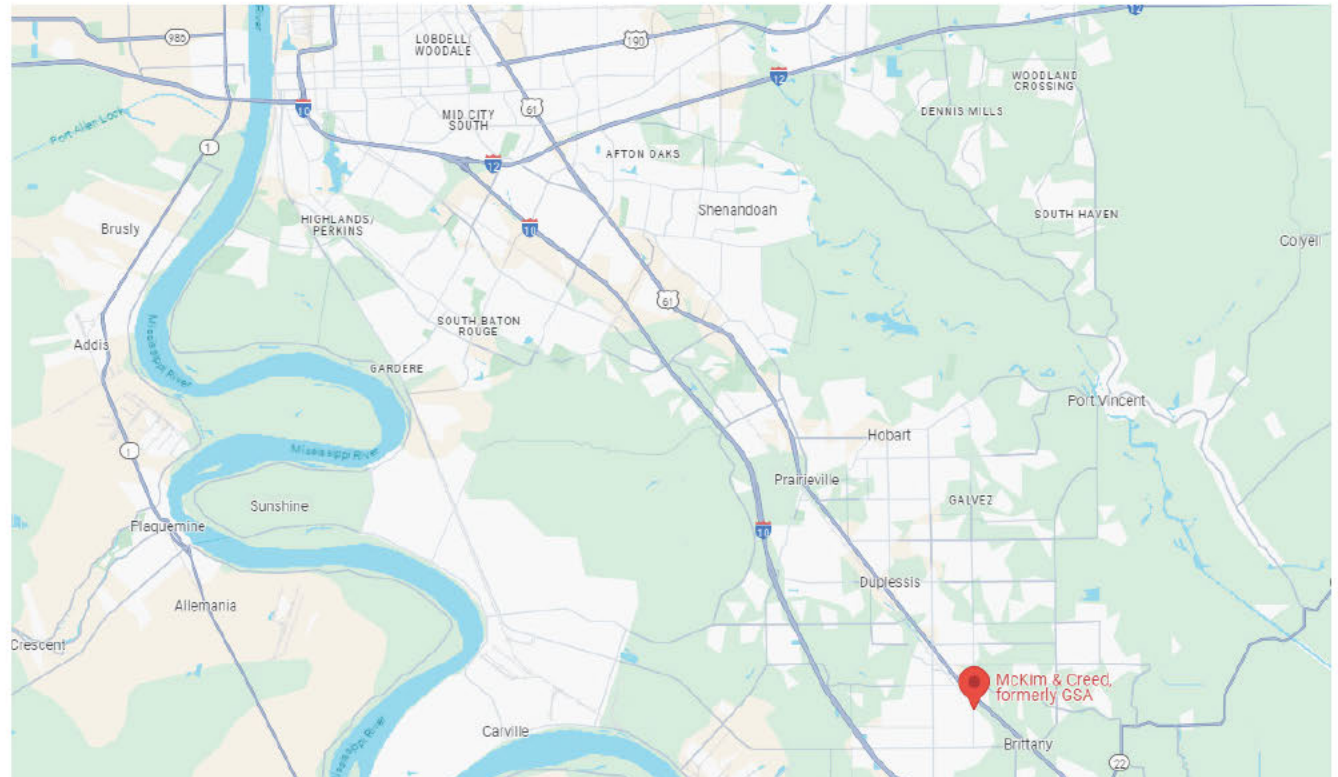 River
12
LOBDELL/
WOODALE
190
985
12
WOODLAND
CROSSING
10
61
MID CITY
SOUTH
DENNIS MILLS
Port Allen Lock
1
12
AFTON OAKS
Shenandoah
Brusly
HIGHLANDS/
PERKINS
10
SOUTH HAVEN
Colyell
61
Mississippi River
SOUTH BATON
ROUGE
Addis
GARDERE
Port Vincent
Hobart
1
Mississippi River
Prairieville
GALVEZ
Sunshine
Plaquemine
10
Duplessis
Allemania
Crescent
McKim & Creed,
formerly GSA
Carville
Brittany
22